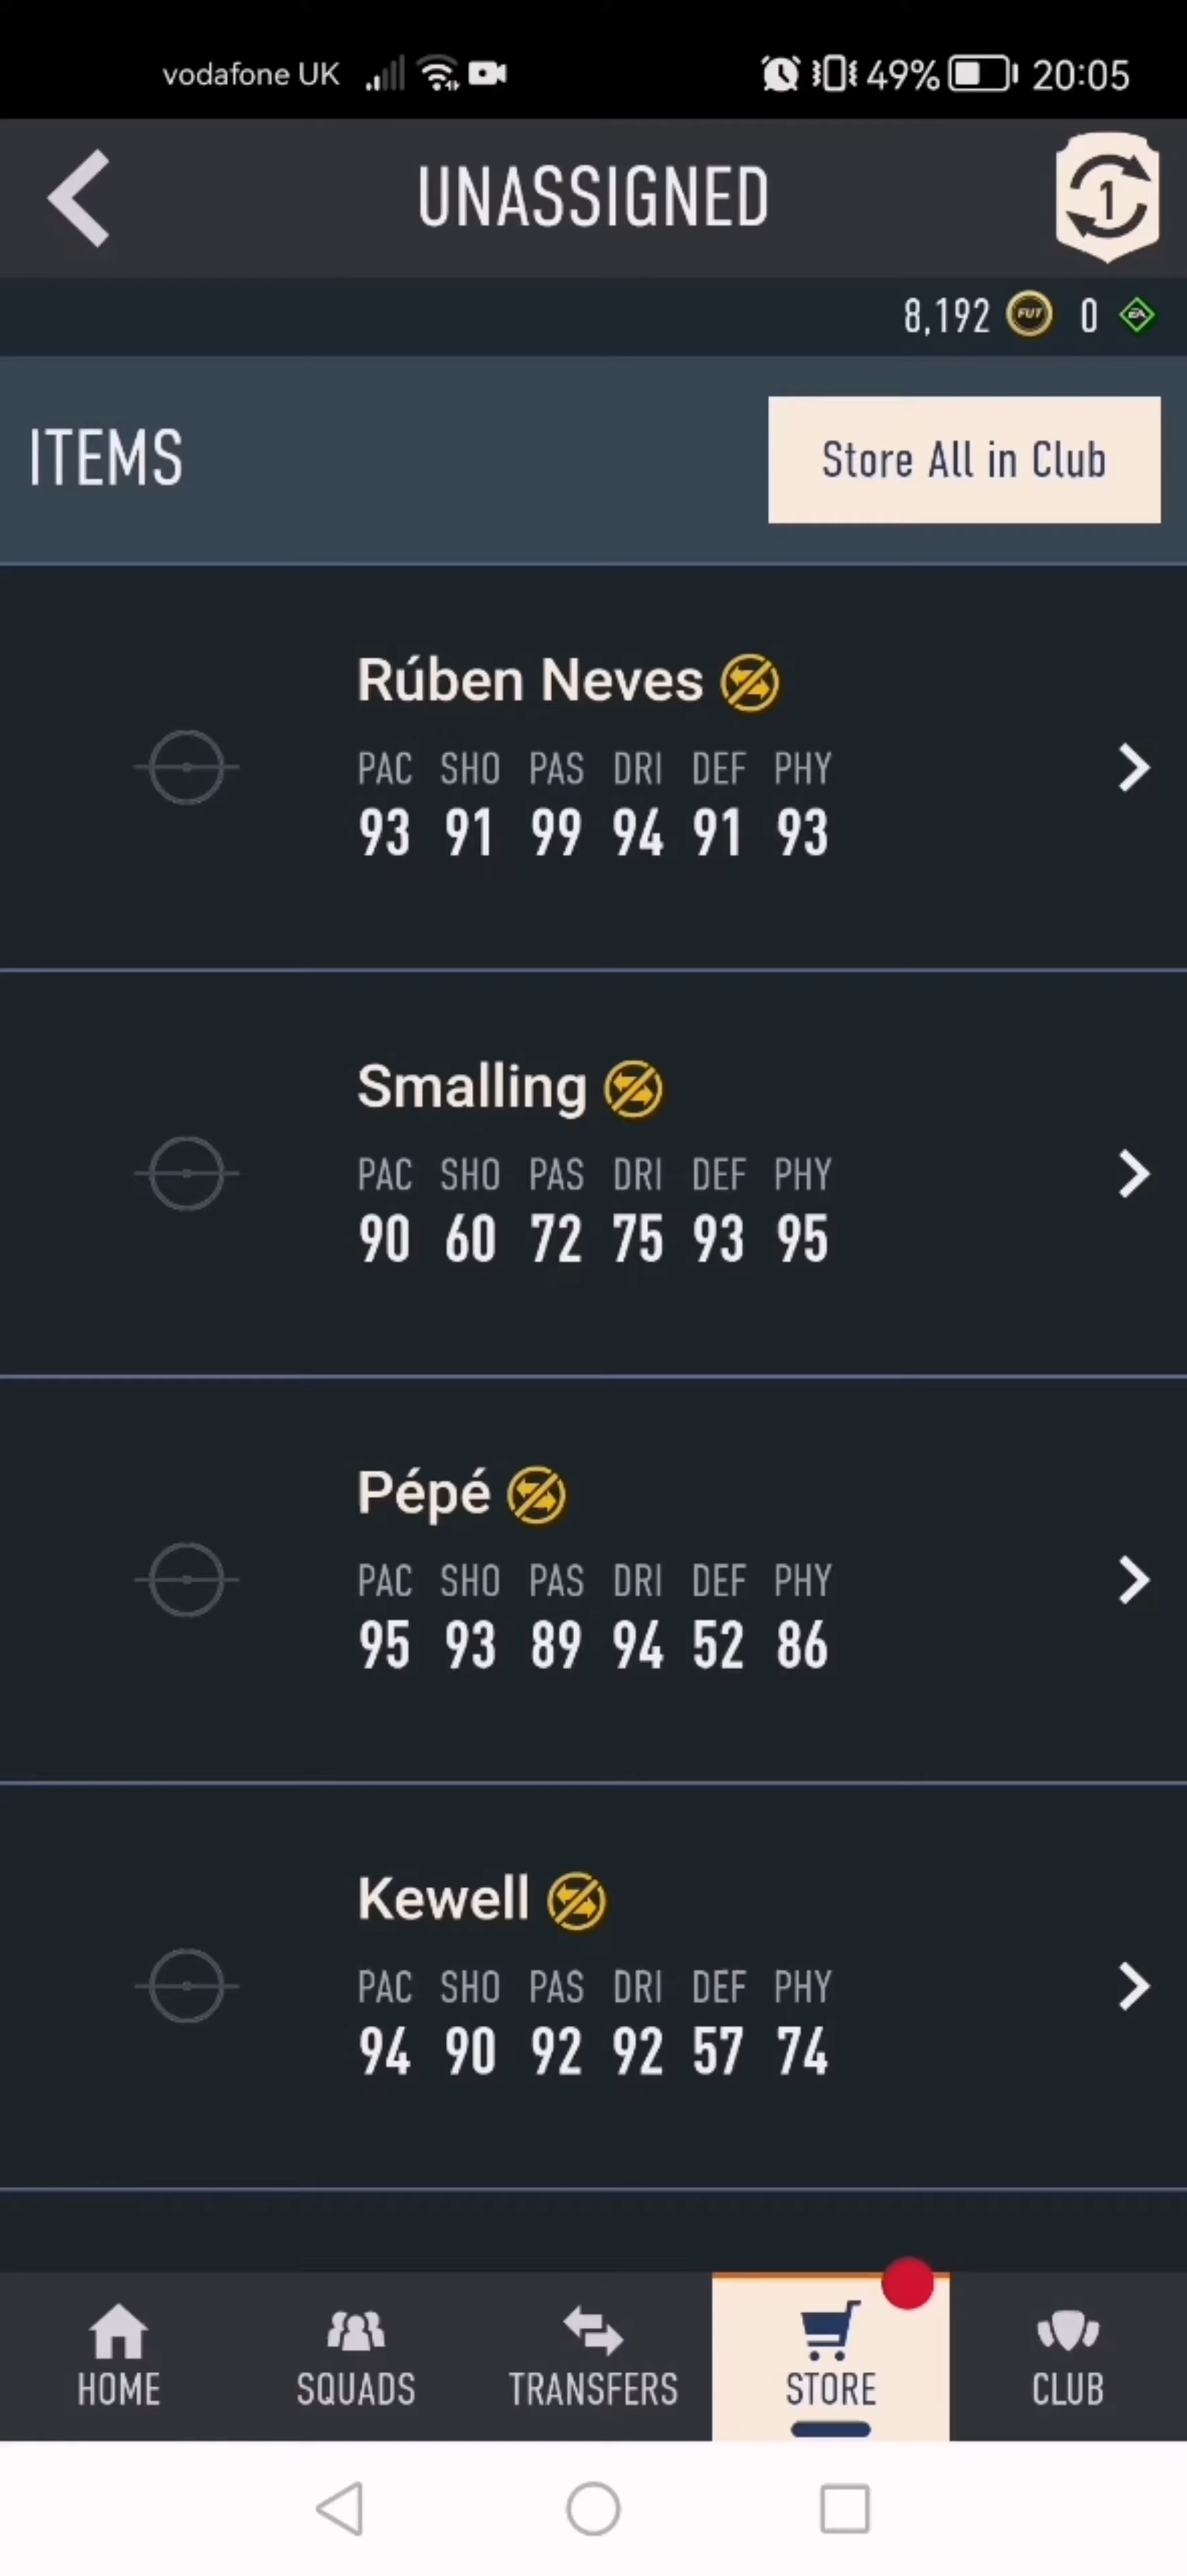 vodafone UK 49% 20:05
UNASSIGNED 1
8,192 FUT 0 EA
ITEMS Store All in Club
Rúben Neves
PAC SHO PAS DRI DEF PHY
93 91 99 94 91 93
Smalling
PAC SHO PAS DRI DEF PHY
90 60 72 75 93 95
Pépé
PAC SHO PAS DRI DEF PHY
95 93 89 94 52 86
Kewell
PAC SHO PAS DRI DEF PHY
94 90 92 92 57 74
HOME SQUADS TRANSFERS STORE CLUB